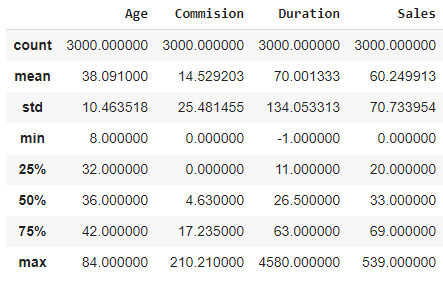 Age Commision Duration Sales
count 3000.000000 3000.000000 3000.000000 3000.000000
mean 38.091000 14.529203 70.001333 60.249913
std 10.463518 25.481455 134.053313 70.733954
min 8.000000 0.000000 -1.000000 0.000000
25% 32.000000 0.000000 11.000000 20.000000
50% 36.000000 4.630000 26.500000 33.000000
75% 42.000000 17.235000 63.000000 69.000000
max 84.000000 210.210000 4580.000000 539.000000